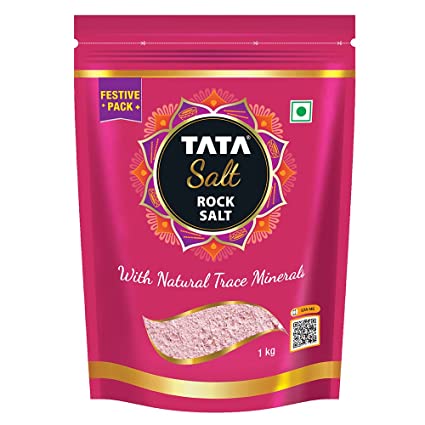 FESTIVE
PACK
TATA®
Salt
ROCK
SALT
With Natural Trace Minerals
1 kg